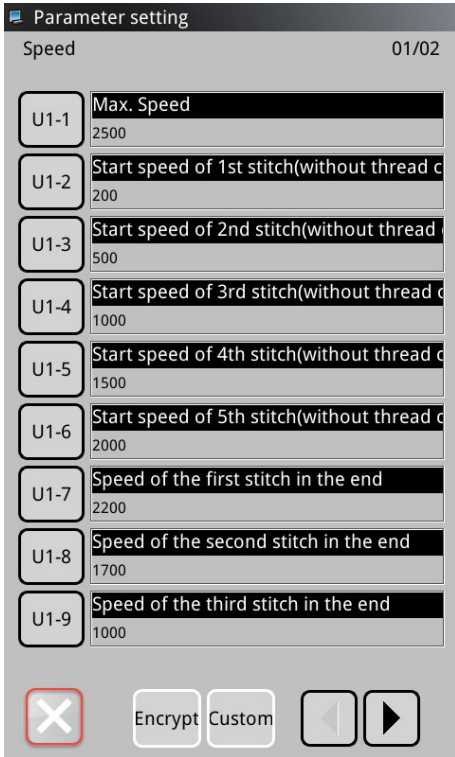 Parameter setting
Speed 01/02
U1-1 Max. Speed
2500
U1-2 Start speed of 1st stitch(without thread c
200
U1-3 Start speed of 2nd stitch(without thread
500
U1-4 Start speed of 3rd stitch(without thread c
1000
U1-5 Start speed of 4th stitch(without thread c
1500
U1-6 Start speed of 5th stitch(without thread c
2000
U1-7 Speed of the first stitch in the end
2200
U1-8 Speed of the second stitch in the end
1700
U1-9 Speed of the third stitch in the end
1000
Encrypt Custom